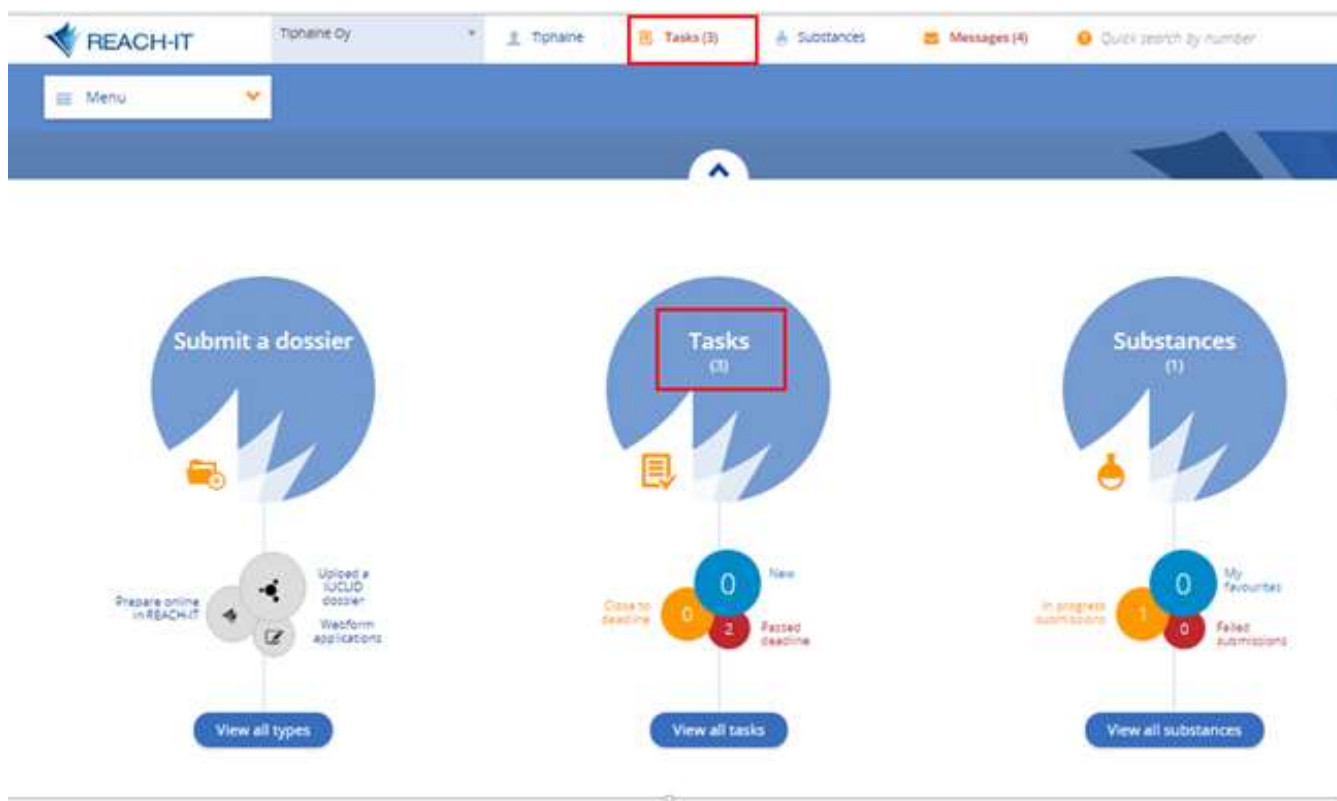 REACH-IT
Tiphaine Oy
Tiphaine
Tasks (3)
Substances
Messages (4)
Quick search by number
Menu
Submit a dossier
Prepare online
in REACH-IT
Upload a
IUCLID
dossier
Webform
applications
View all types
Tasks
(3)
Close to
deadline
0
0
New
2
Passed
deadline
View all tasks
Substances
(1)
In progress
submissions
1
0
My
favourites
0
Failed
submissions
View all substances